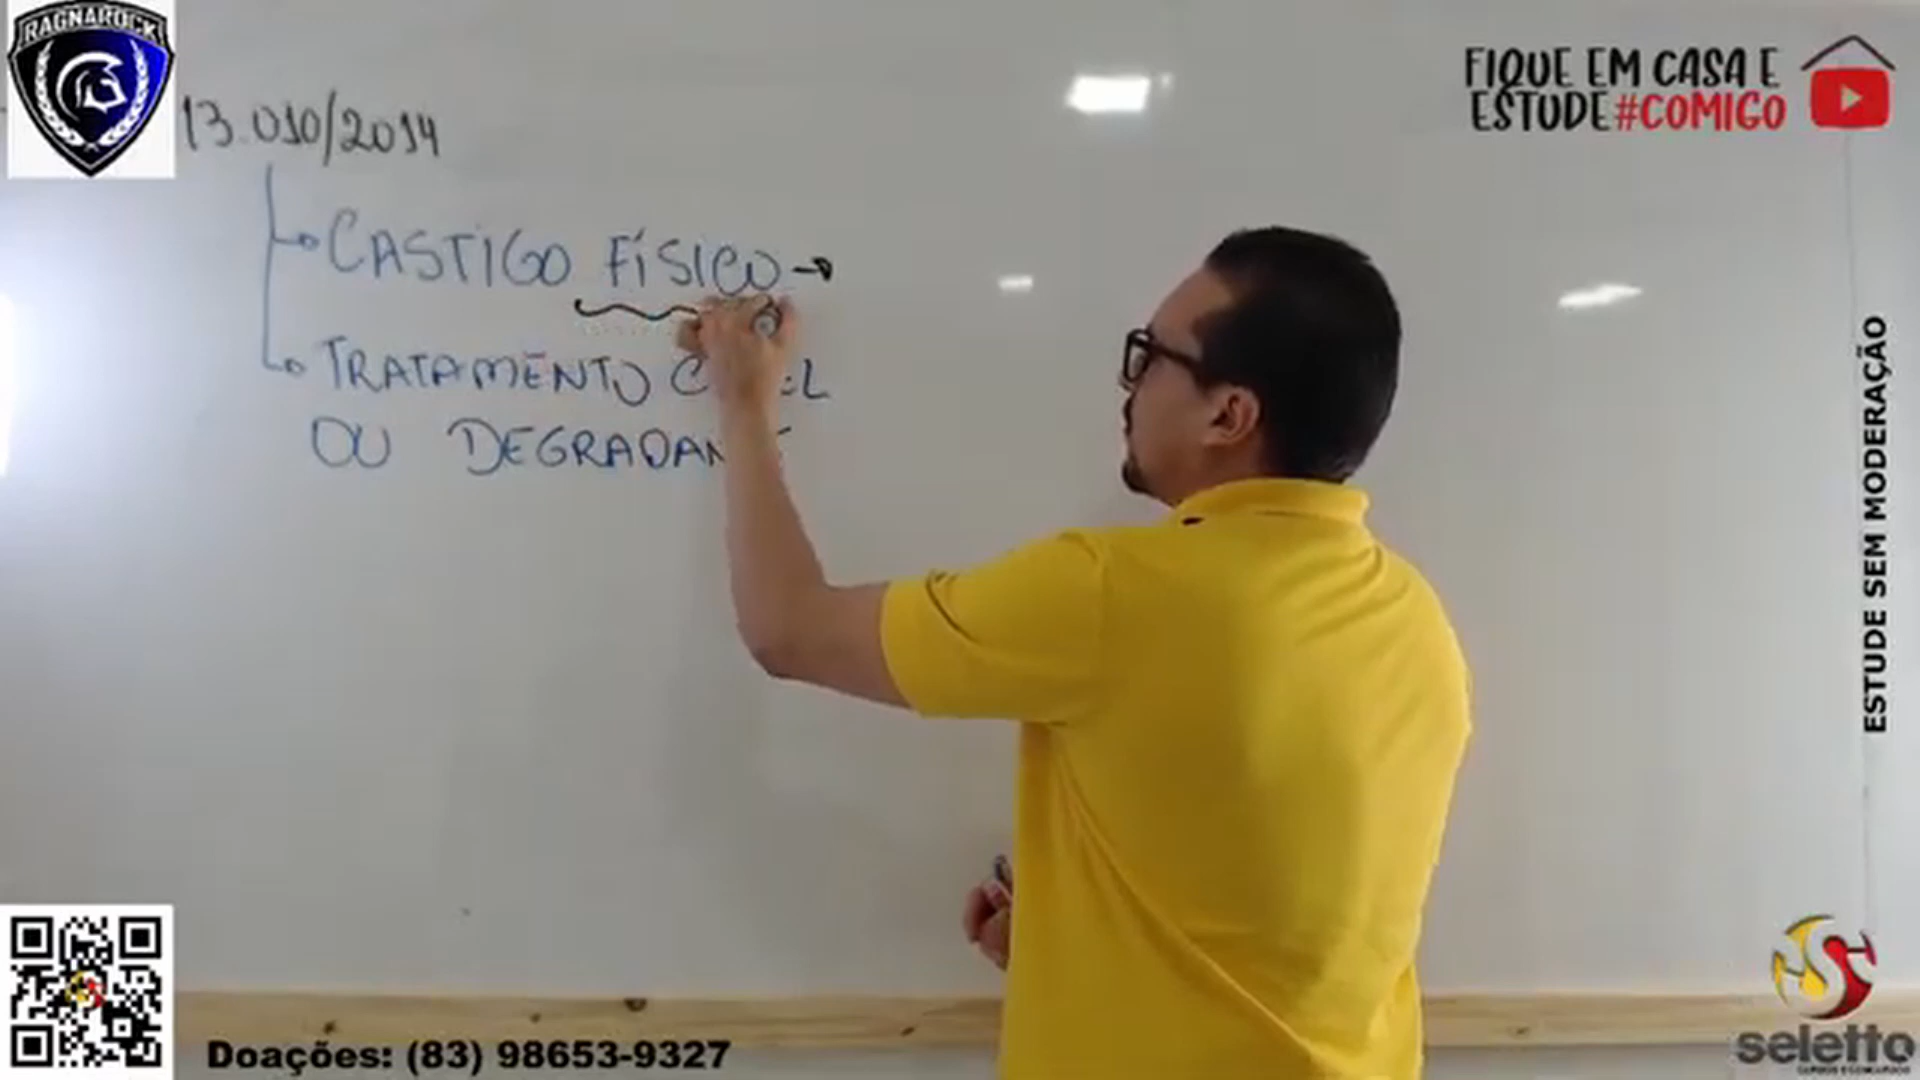 RAGNAROCK
FIQUE EM CASA E
ESTUDE#COMIGO
13.010/2014
CASTIGO FÍSICO →
TRATAMENTO
OU
ESTUDE SEM MODERAÇÃO
Doações: (83) 98653-9327
seletto